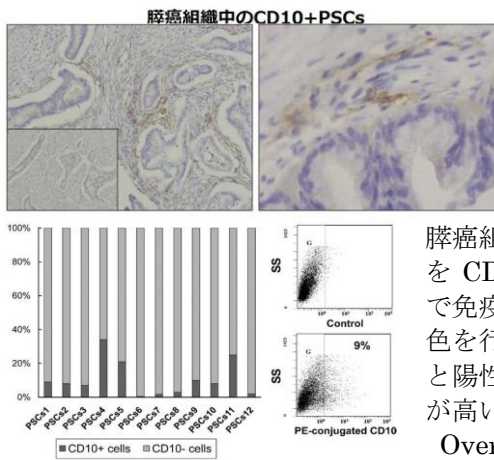 膵癌組織中のCD10+PSCs
100%
80%
60%
40%
20%
0%
PSCs1
PSCs2
PSCs3
PSCs4
PSCs5
PSCs6
PSCs7
PSCs8
PSCs9
PSCs10
PSCs11
PSCs12
CD10+ cells
CD10- cells
SS
G
Control
SS
G
9%
PE-conjugated CD10
膵癌組
を CD
で免疫
色を行
と陽性
が高い
Over